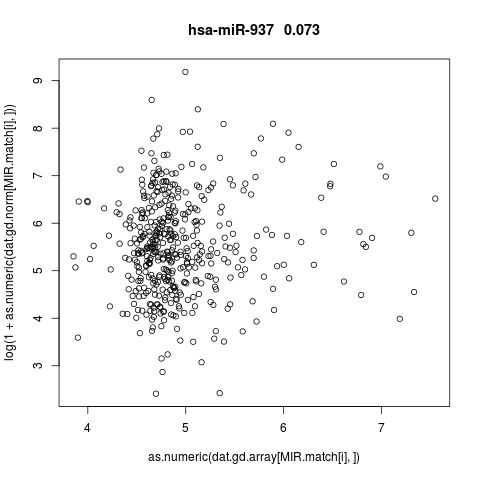 hsa-miR-937 0.073
log(1 + as.numeric(dat.gd.norm[MIR.match[i], ]))
9
8
7
6
5
4
3
4 5 6 7
as.numeric(dat.gd.array[MIR.match[i], ])